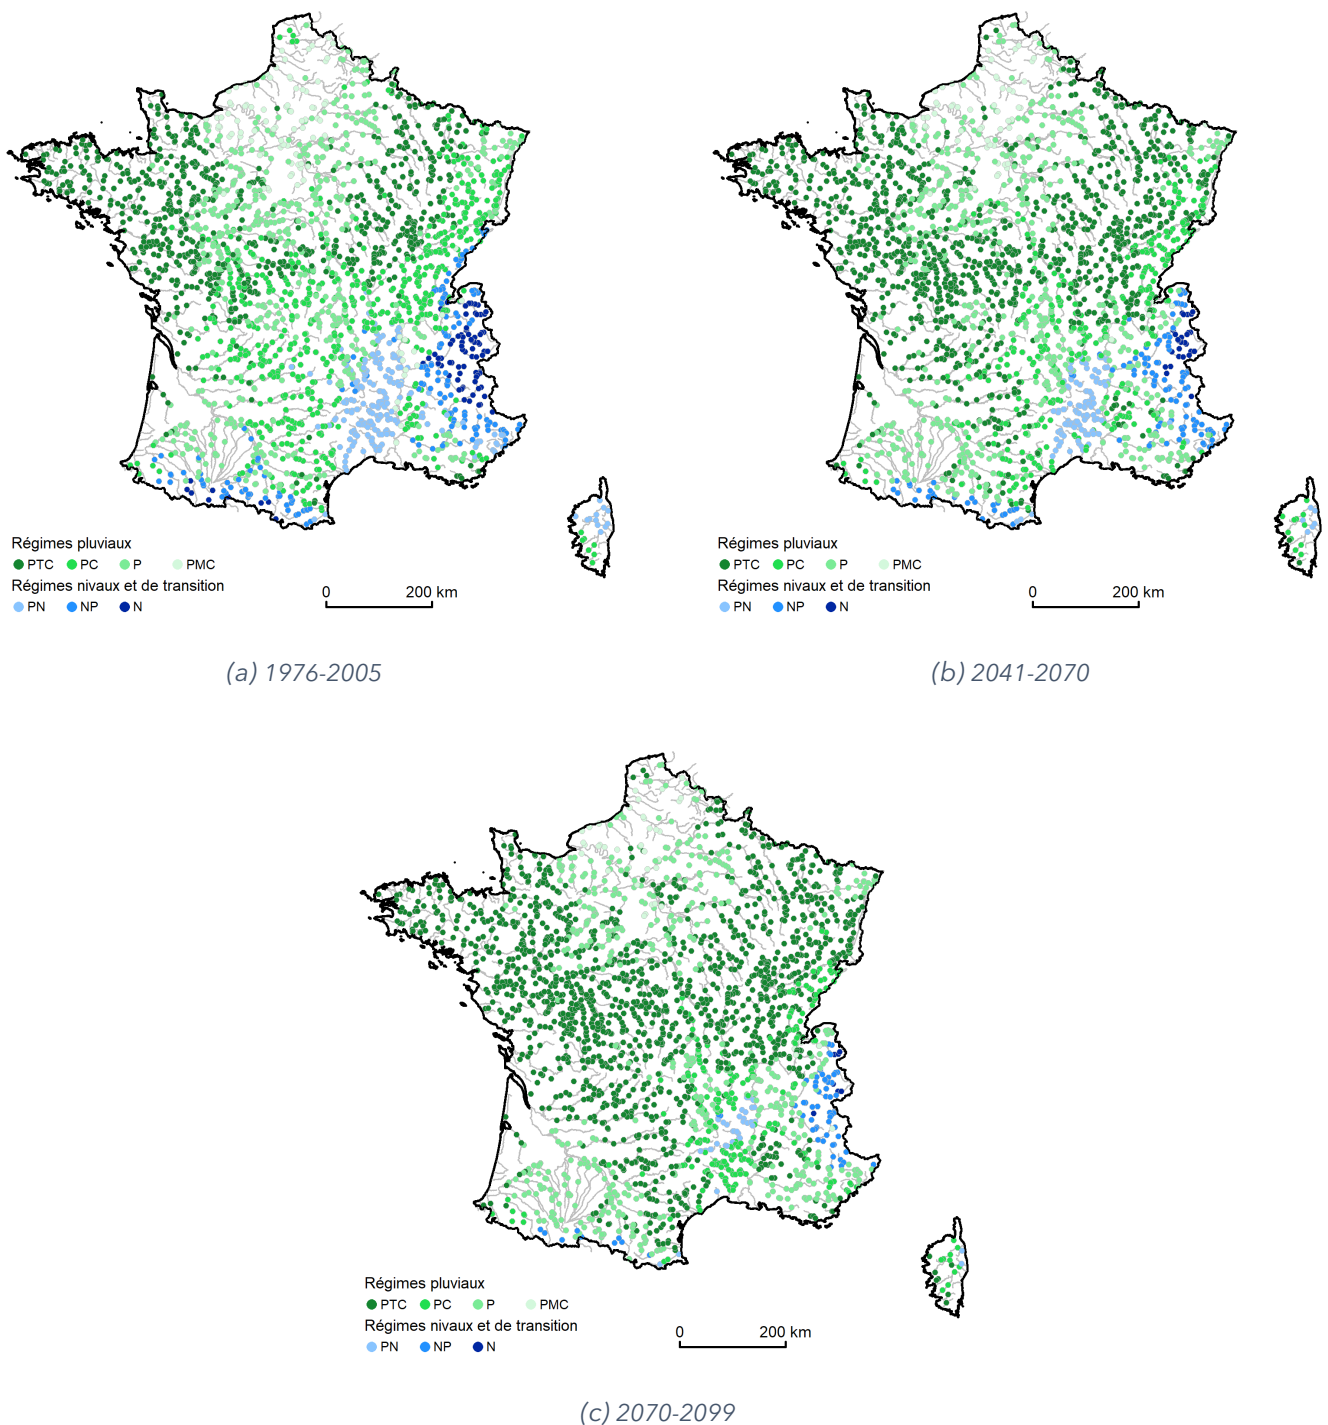 Régimes pluviaux
PTC PC P PMC
Régimes nivaux et de transition
PN NP N
0 200 km
(a) 1976-2005
Régimes pluviaux
PTC PC P PMC
Régimes nivaux et de transition
PN NP N
0 200 km
(b) 2041-2070
Régimes pluviaux
PTC PC P PMC
Régimes nivaux et de transition
PN NP N
0 200 km
(c) 2070-2099